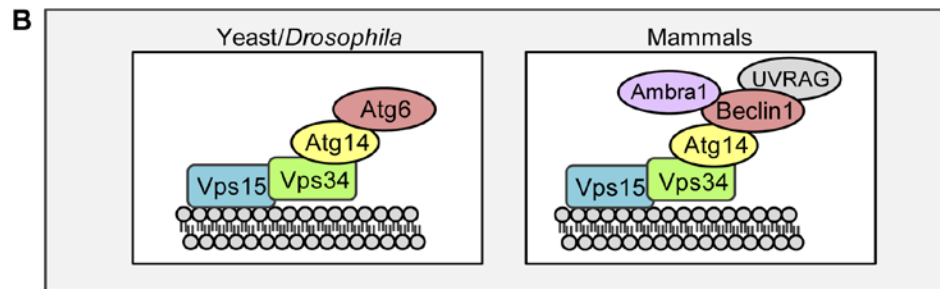 B
Yeast/Drosophila
Atg6
Atg14
Vps15
Vps34
Mammals
UVRAG
Ambra1
Beclin1
Atg14
Vps15
Vps34